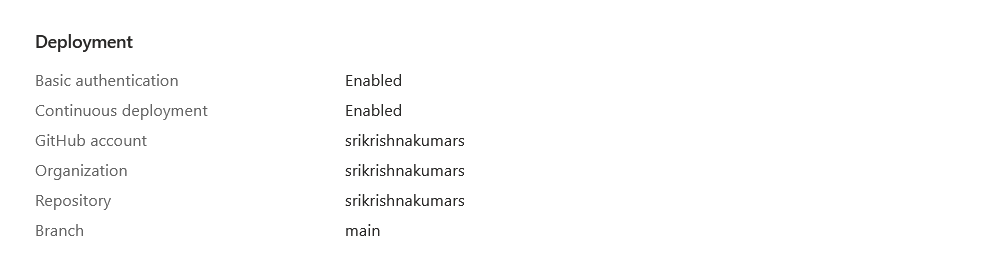 Deployment
Basic authentication Enabled
Continuous deployment Enabled
GitHub account srikrishnakumars
Organization srikrishnakumars
Repository srikrishnakumars
Branch main